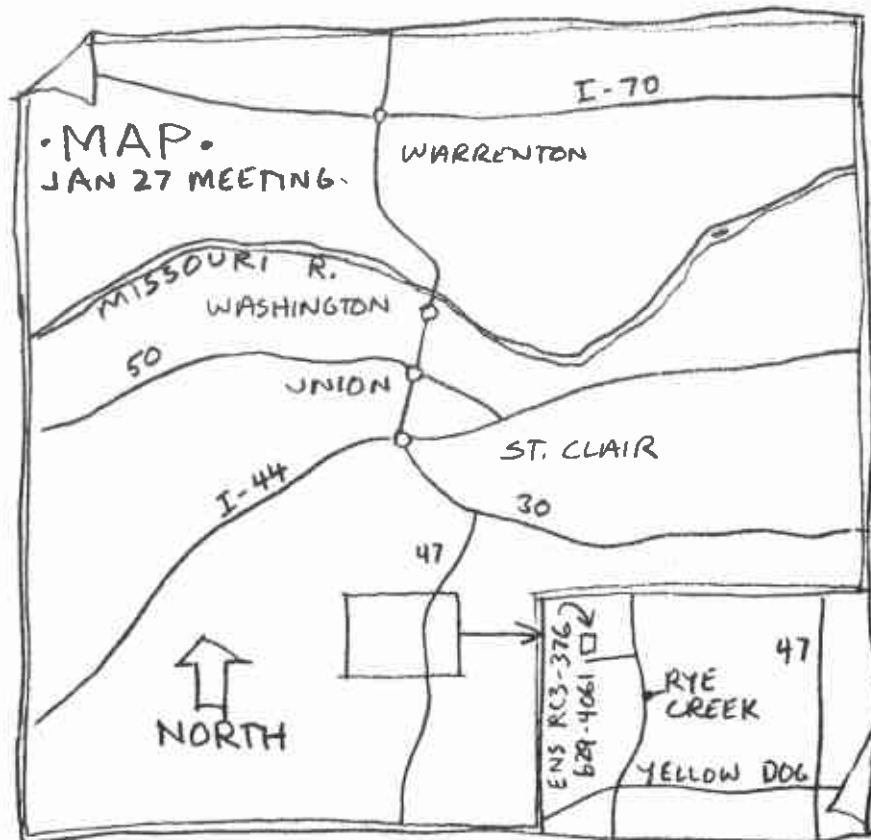 I-70
·MAP·
JAN 27 MEETING.
WARRENTON
MISSOURI R.
WASHINGTON
50
UNION
ST. CLAIR
I-44
30
47
NORTH
ENS RC3-376
629-4061
47
RYE
CREEK
YELLOW DOG